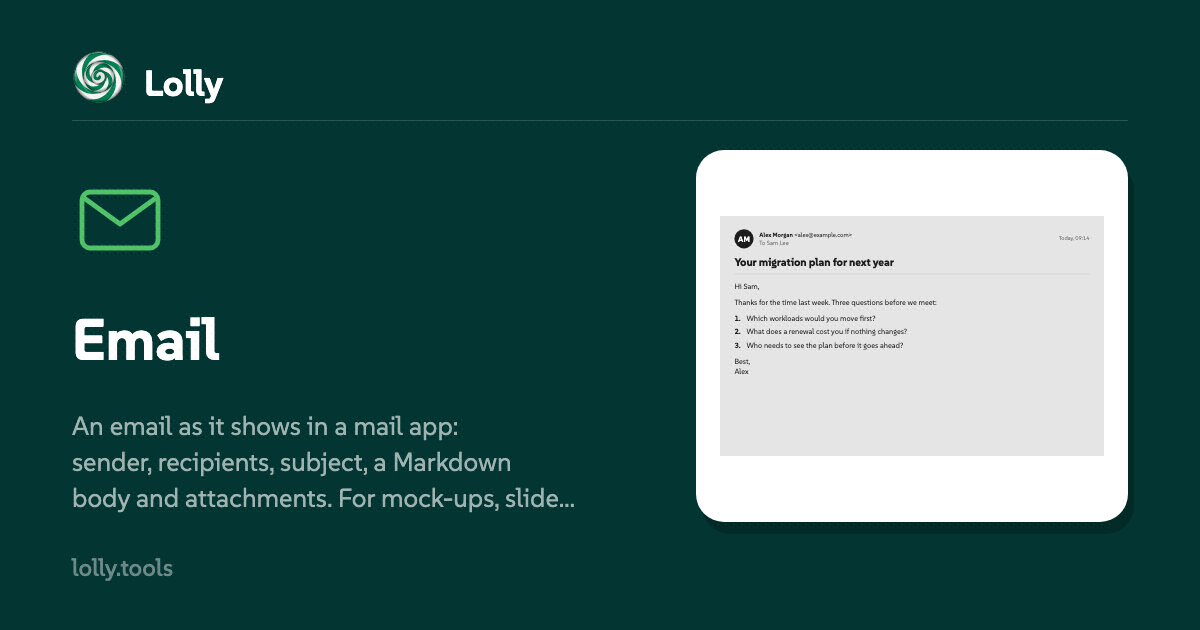 Lolly
Email
An email as it shows in a mail app:
sender, recipients, subject, a Markdown
body and attachments. For mock-ups, slide...
lolly.tools
AM
Alex Morgan <alex@example.com>
To Sam Lee
Today, 09:14
Your migration plan for next year
Hi Sam,
Thanks for the time last week. Three questions before we meet:
1. Which workloads would you move first?
2. What does a renewal cost you if nothing changes?
3. Who needs to see the plan before it goes ahead?
Best,
Alex